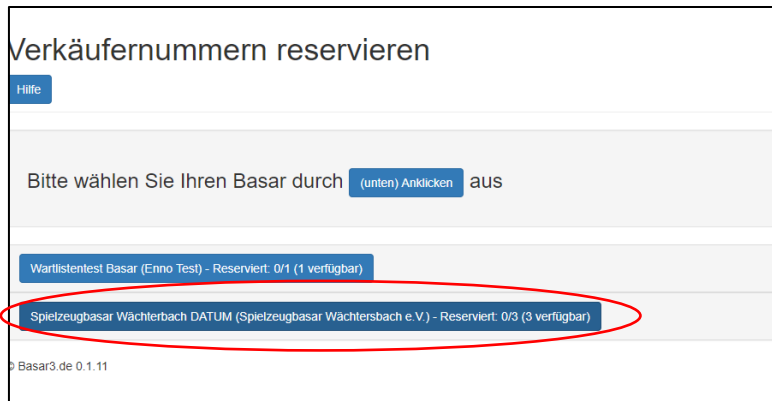 Verkäufernummern reservieren
Hilfe
Bitte wählen Sie Ihren Basar durch (unten) Anklicken aus
Wartlistentest Basar (Enno Test) - Reserviert: 0/1 (1 verfügbar)
Spielzeugbasar Wächterbach DATUM (Spielzeugbasar Wächtersbach e.V.) - Reserviert: 0/3 (3 verfügbar)
© Basar3.de 0.1.11